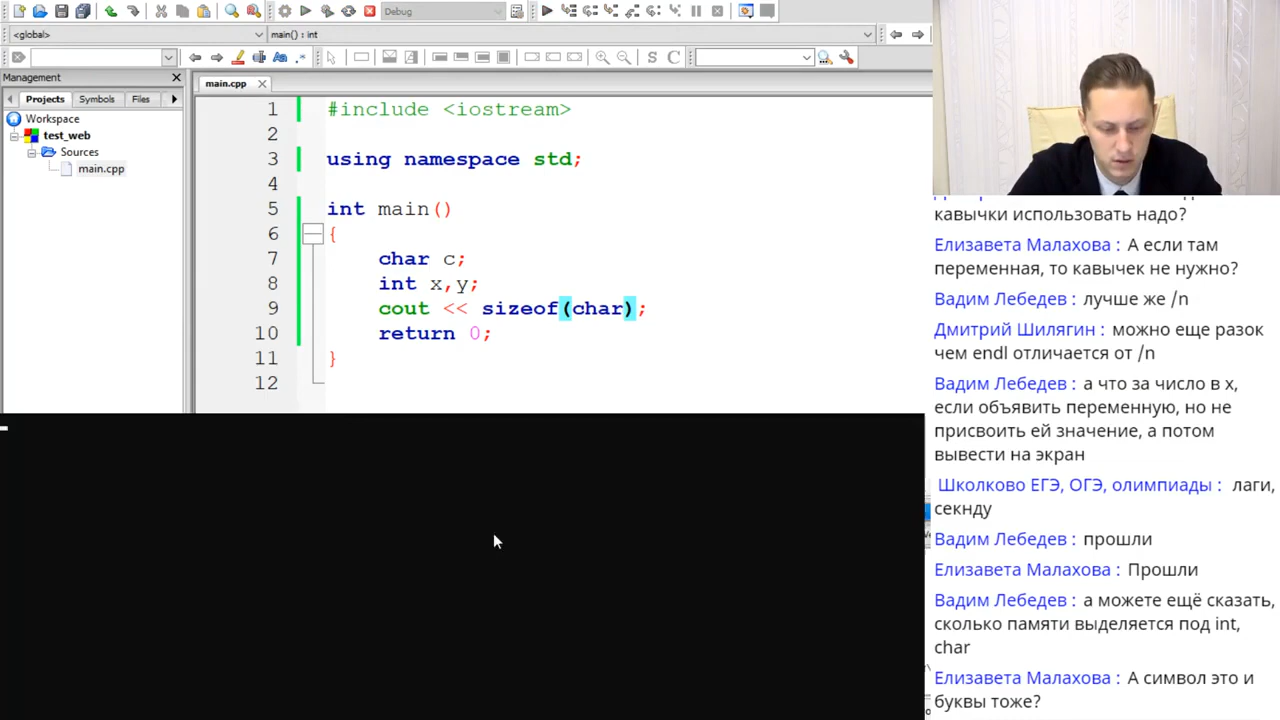 Debug
<global>
main() : int
Management
main.cpp
Projects
Symbols
Files
Workspace
test_web
Sources
main.cpp
1 #include <iostream>
2
3 using namespace std;
4
5 int main()
6 {
7 char c;
8 int x,y;
9 cout << sizeof(char);
10 return 0;
11 }
12
кавычки использовать надо?
Елизавета Малахова : А если там
переменная, то кавычек не нужно?
Вадим Лебедев : лучше же /n
Дмитрий Шилягин : можно еще разок
чем endl отличается от /n
Вадим Лебедев : а что за число в x,
если объявить переменную, но не
присвоить ей значение, а потом
вывести на экран
Школково ЕГЭ, ОГЭ, олимпиады : лаги,
секнду
Вадим Лебедев : прошли
Елизавета Малахова : Прошли
Вадим Лебедев : а можете ещё сказать,
сколько памяти выделяется под int,
char
Елизавета Малахова : А символ это и
буквы тоже?